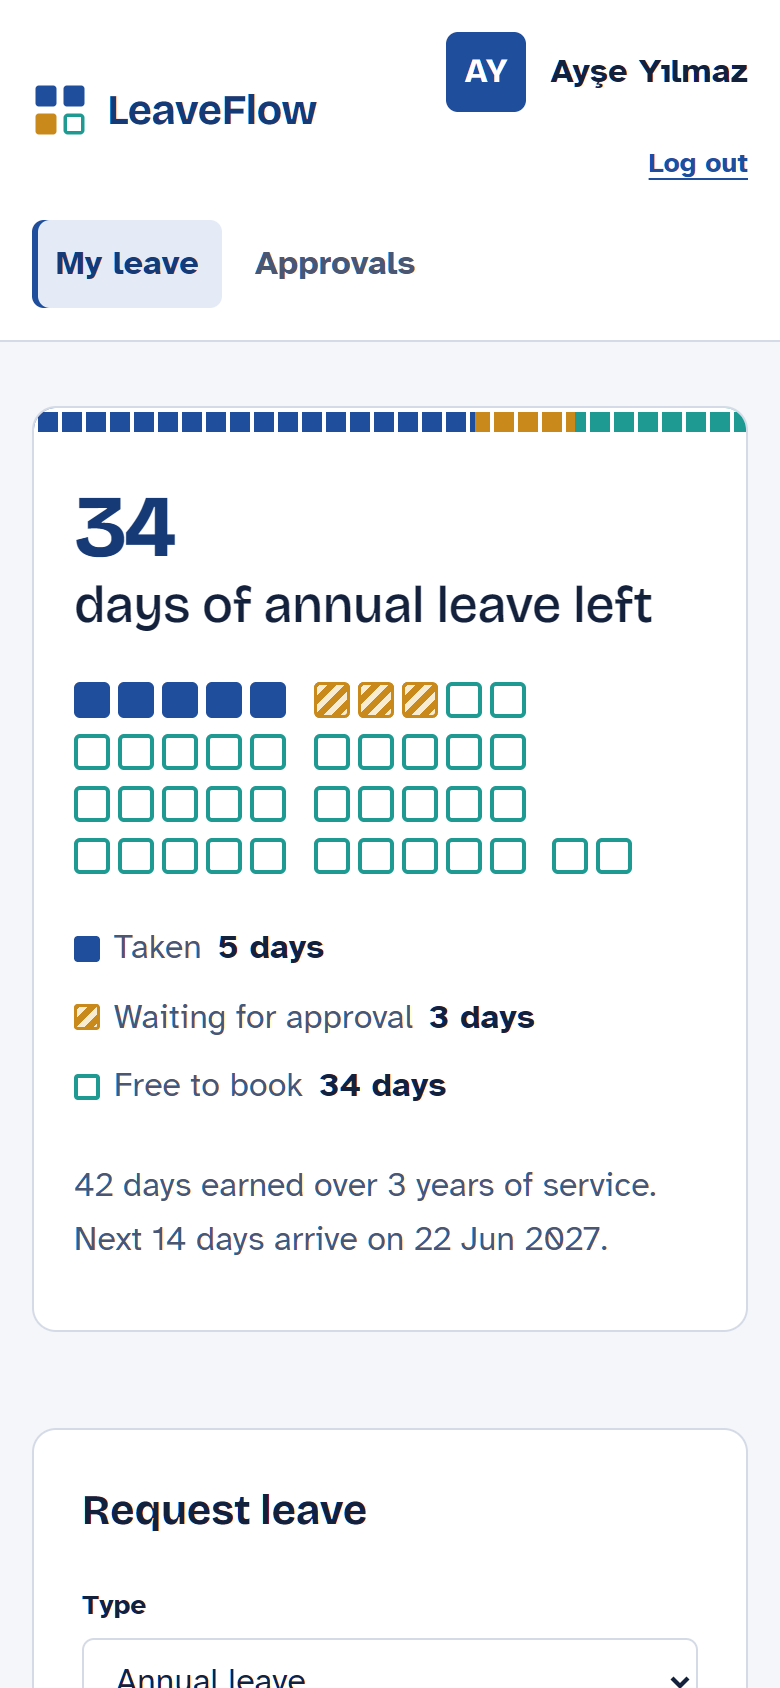 LeaveFlow
AY Ayşe Yılmaz
Log out
My leave Approvals
34
days of annual leave left
Taken 5 days
Waiting for approval 3 days
Free to book 34 days
42 days earned over 3 years of service.
Next 14 days arrive on 22 Jun 2027.
Request leave
Type
Annual leave